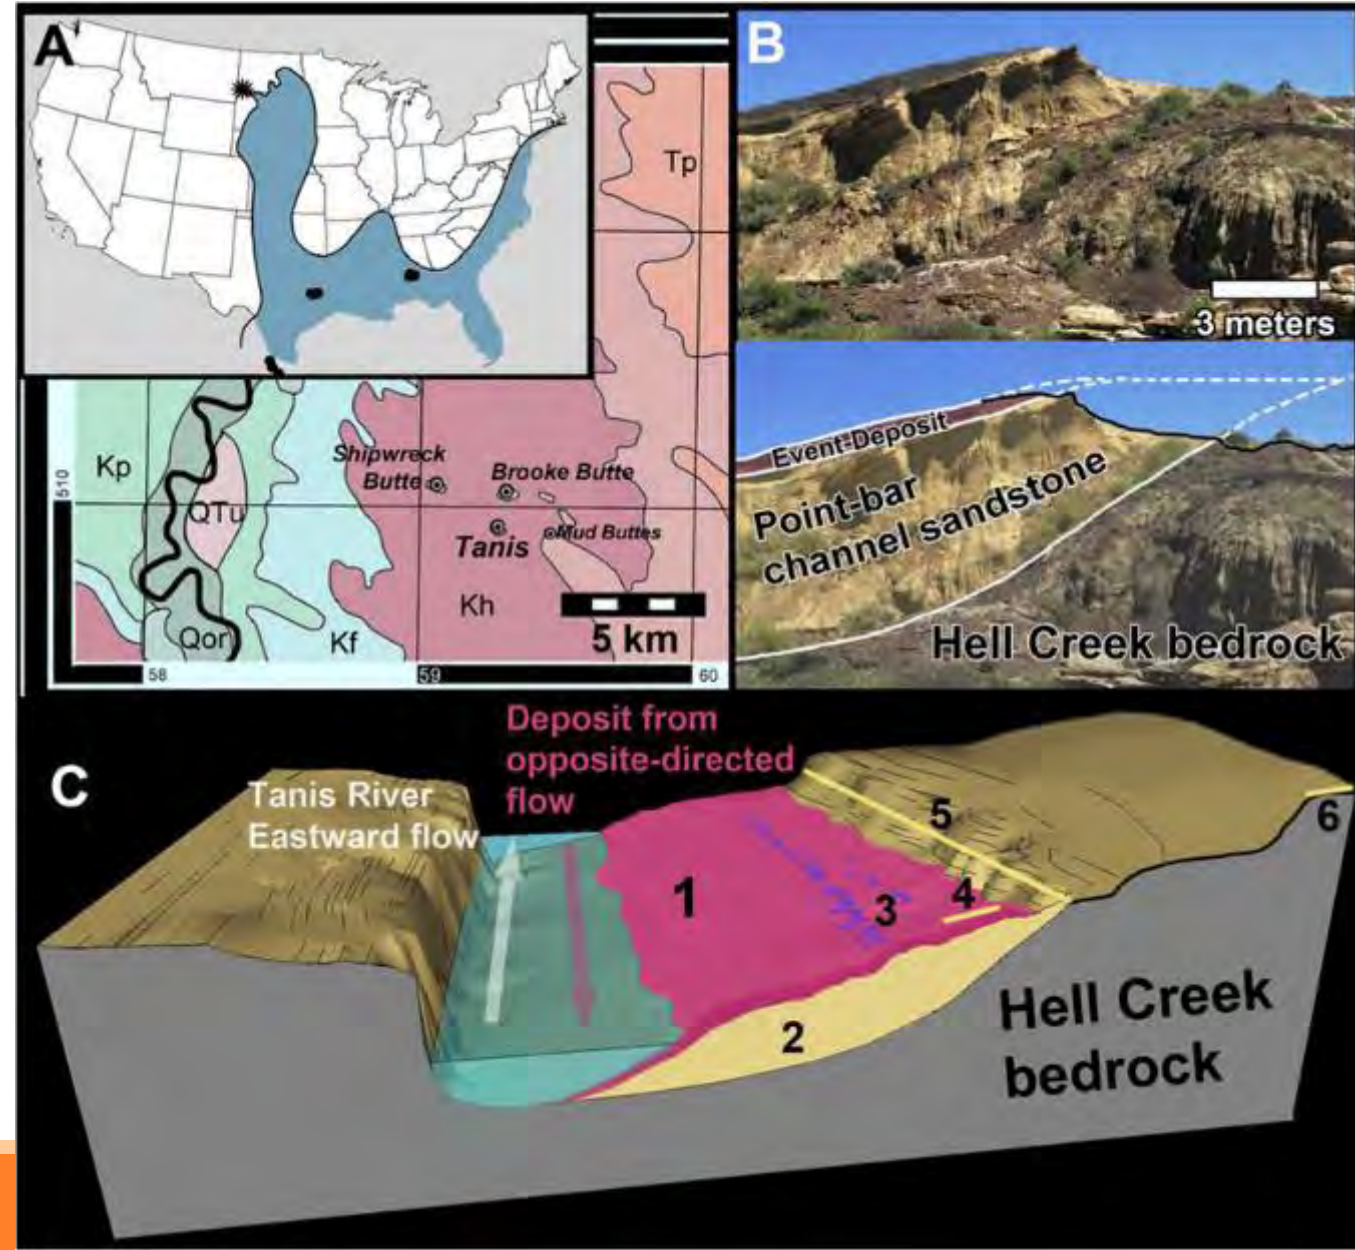 A
Tp
Kp
Shipwreck
Butte
Brooke Butte
510
QTu
Tanis
Mud Buttes
Kh
Qor
Kf
5 km
58
59
60
B
3 meters
Event-Deposit
Point-bar
channel sandstone
Hell Creek bedrock
C
Deposit from
opposite-directed
flow
Tanis River
Eastward flow
1
2
3
4
5
6
Hell Creek
bedrock